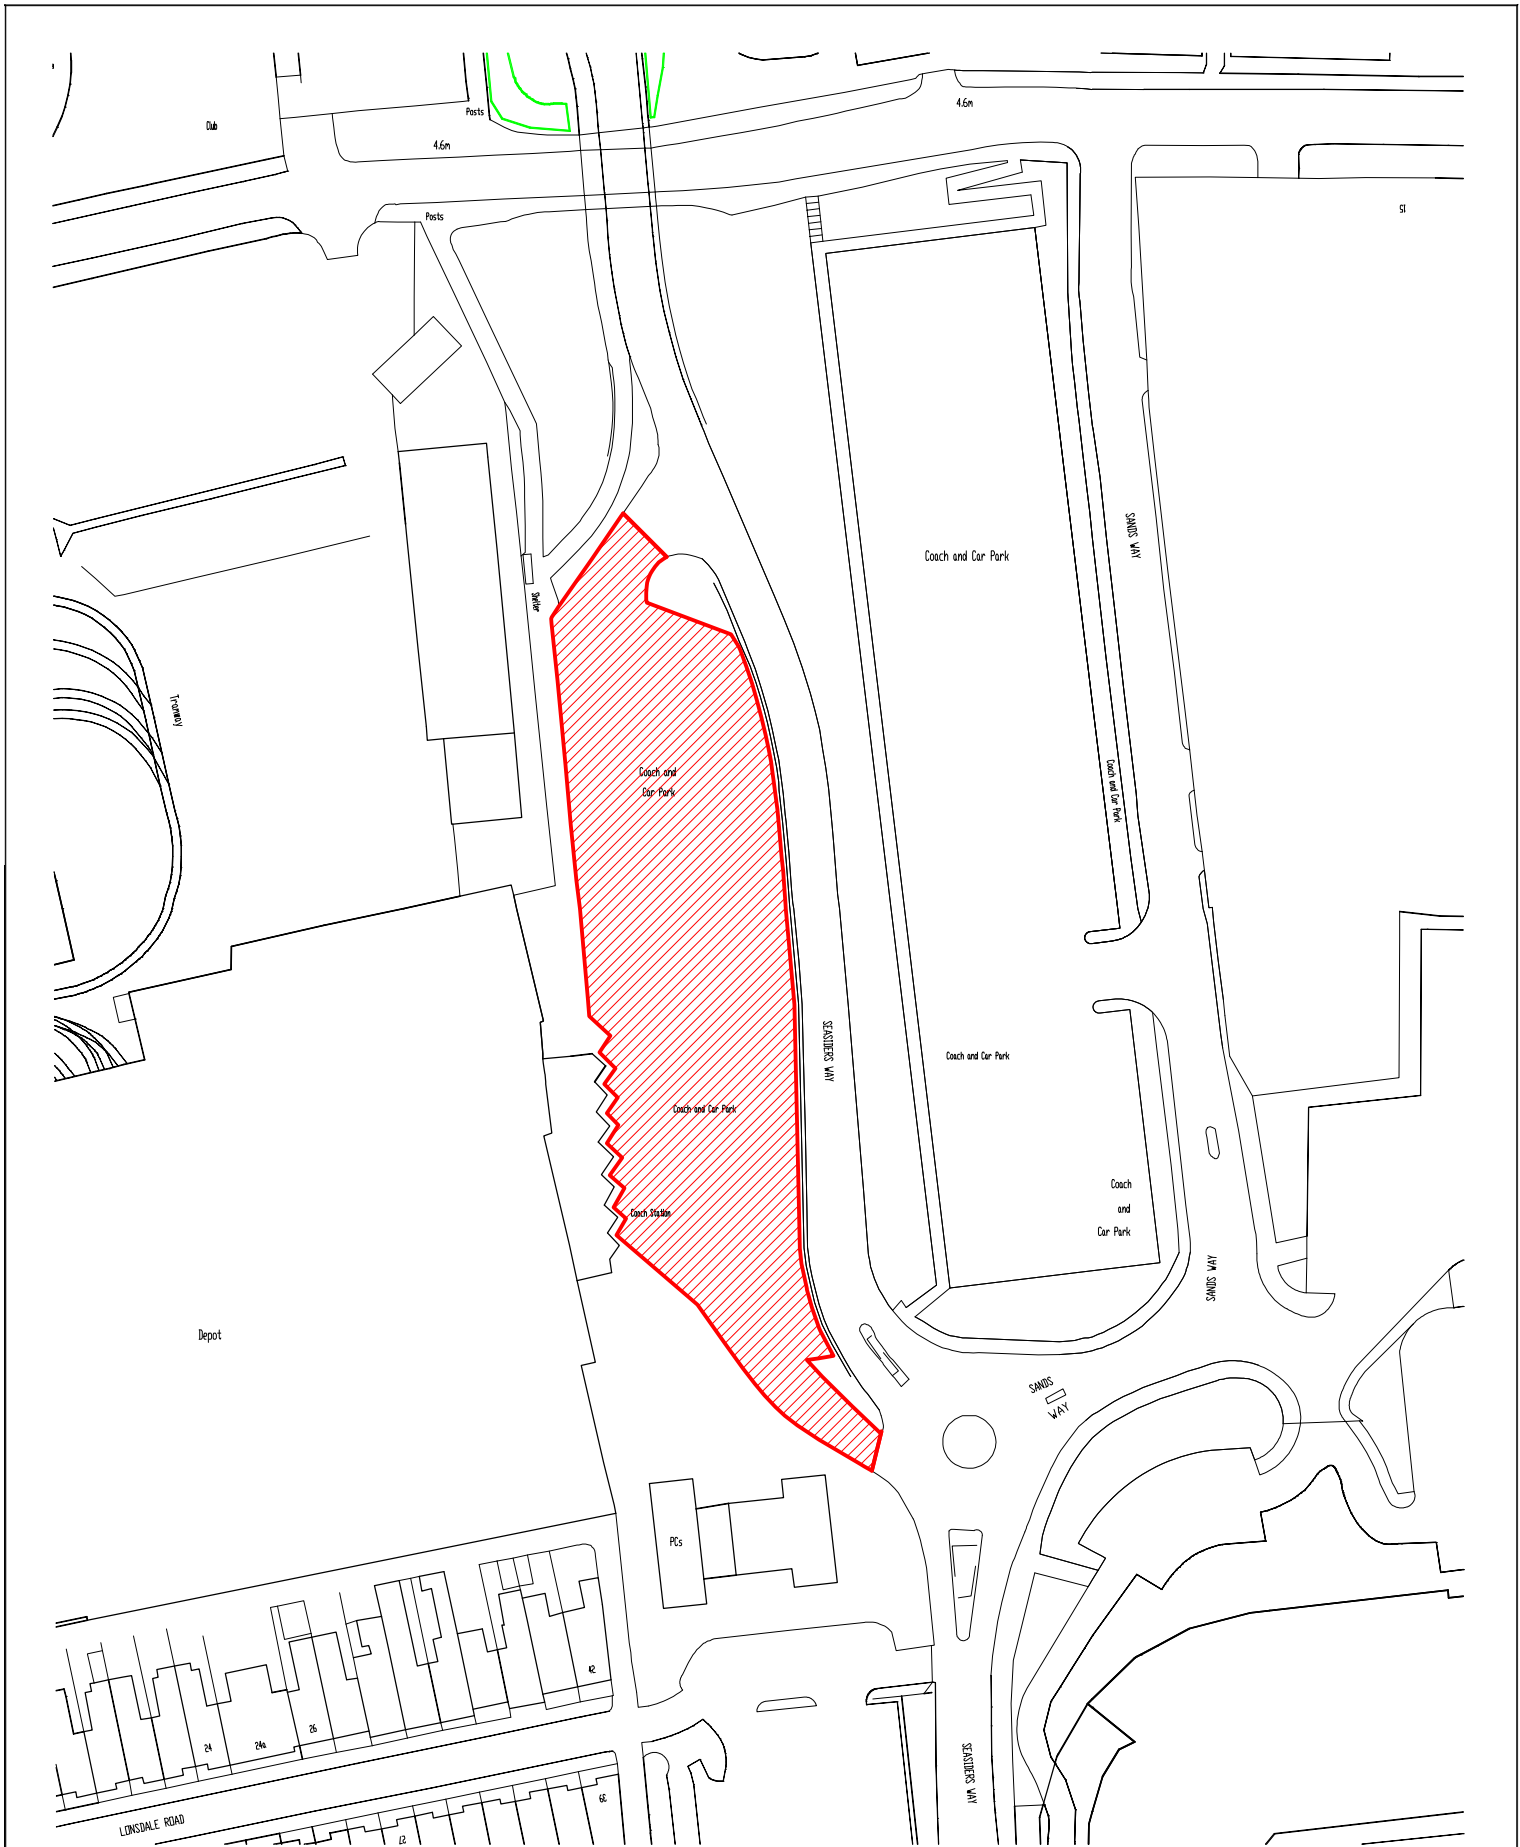 4.6m
Posts
Club
4.6m
15
Posts
SANDS WAY
Coach and Car Park
Shelter
Tramway
Coach and
Car Park
Coach and Car Park
SEASIDERS WAY
Coach and Car Park
Coach and Car Park
Coach
and
Car Park
Coach Station
SANDS WAY
Depot
SANDS
WAY
PCs
42
26
24
24a
SEASIDERS WAY
LONSDALE ROAD
27